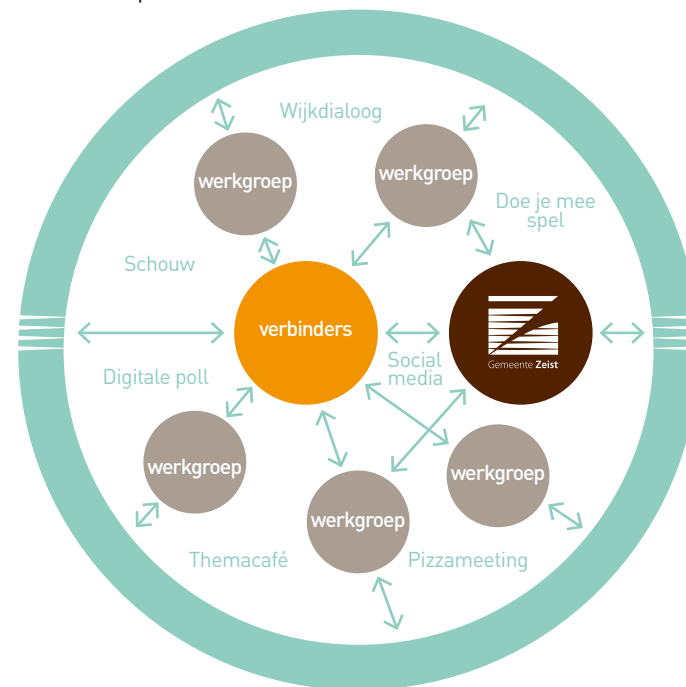 Wijkdialoog
werkgroep
werkgroep
Doe je mee
spel
Schouw
verbinders
Gemeente Zeist
Social
media
Digitale poll
werkgroep
werkgroep
werkgroep
Themacafé
Pizzameeting